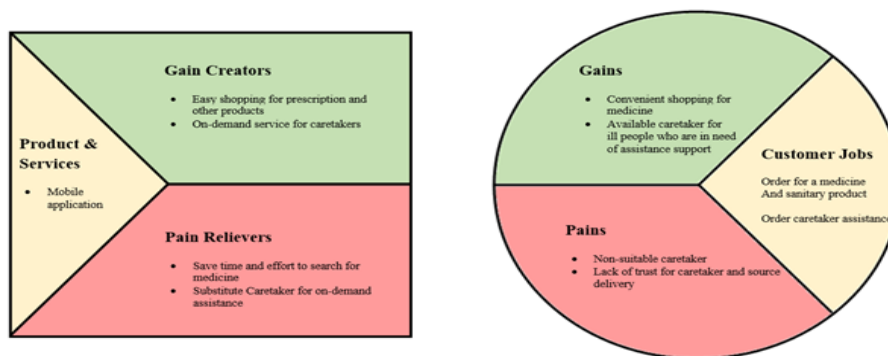 Gain Creators
• Easy shopping for prescription and
other products
• On-demand service for caretakers
Product &
Services
• Mobile
application
Pain Relievers
• Save time and effort to search for
medicine
• Substitute Caretaker for on-demand
assistance
Gains
• Convenient shopping for
medicine
• Available caretaker for
ill people who are in need
of assistance support
Customer Jobs
Order for a medicine
And sanitary product
Order caretaker assistance
Pains
• Non-suitable caretaker
• Lack of trust for caretaker and source
delivery